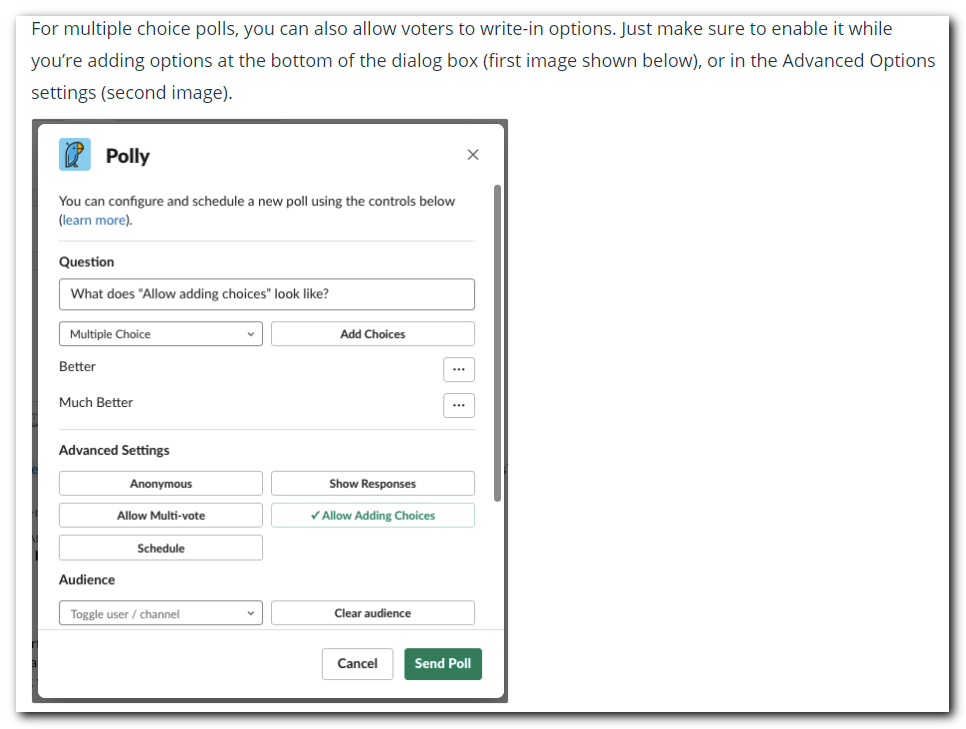 For multiple choice polls, you can also allow voters to write-in options. Just make sure to enable it while
you’re adding options at the bottom of the dialog box (first image shown below), or in the Advanced Options
settings (second image).
Polly
You can configure and schedule a new poll using the controls below
(learn more).
Question
What does “Allow adding choices” look like?
Multiple Choice
Add Choices
Better
...
Much Better
...
Advanced Settings
Anonymous
Show Responses
Allow Multi-vote
✓ Allow Adding Choices
Schedule
Audience
Toggle user / channel
Clear audience
Cancel
Send Poll